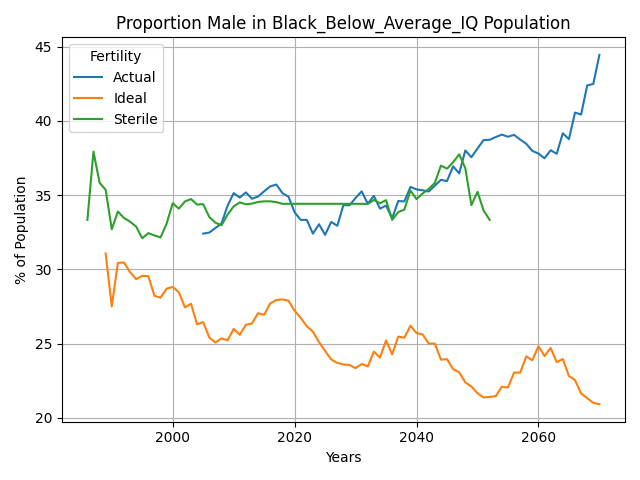 Proportion Male in Black_Below_Average_IQ Population
Fertility
Actual
Ideal
Sterile
% of Population
45
40
35
30
25
20
2000
2020
2040
2060
Years